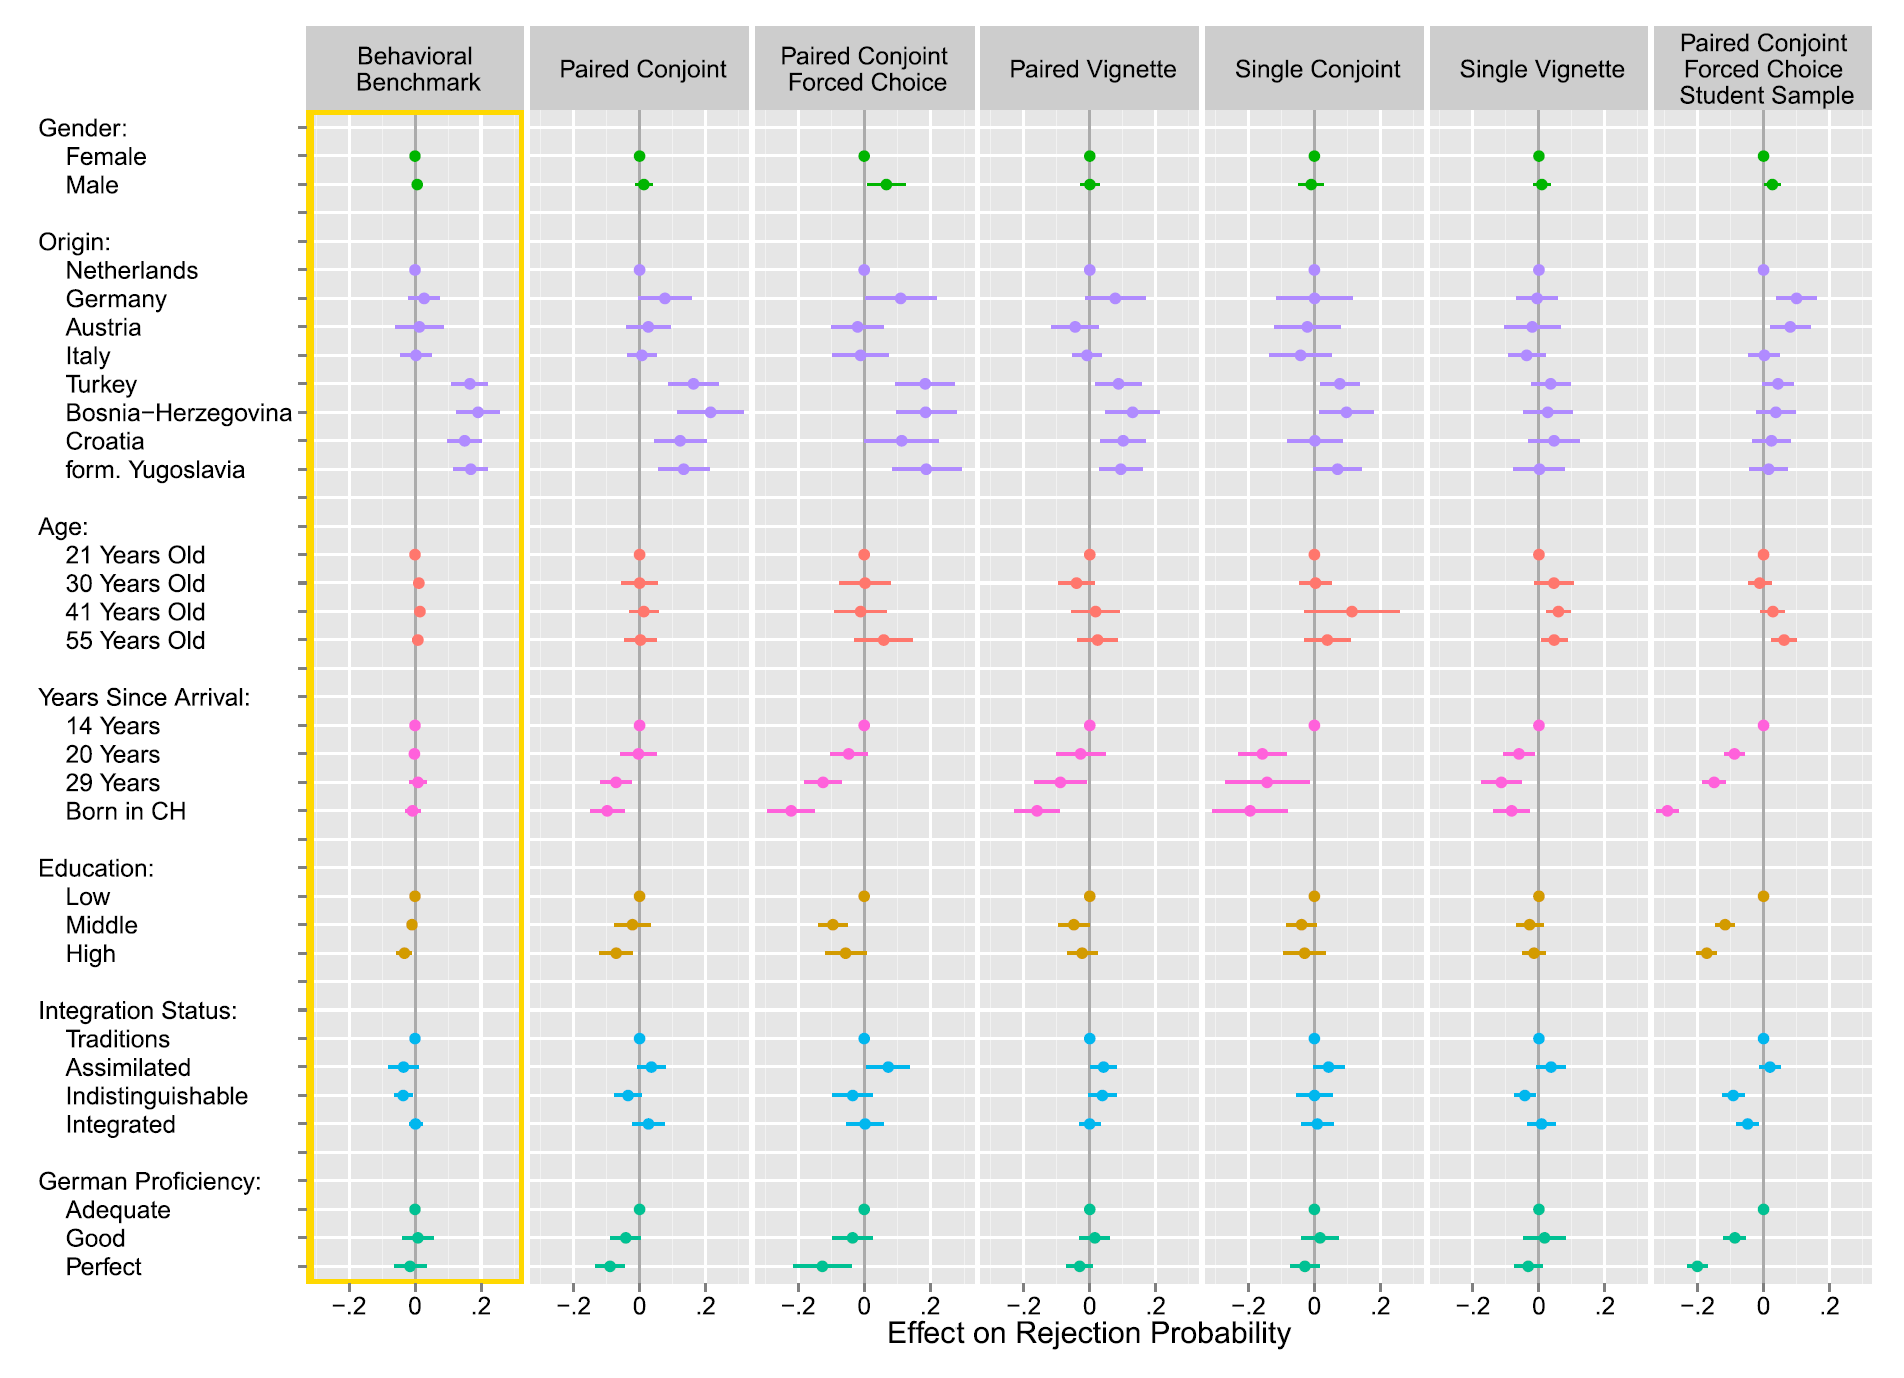 Behavioral
Benchmark
Paired Conjoint
Paired Conjoint
Forced Choice
Paired Vignette
Single Conjoint
Single Vignette
Paired Conjoint
Forced Choice
Student Sample
Gender:
Female
Male
Origin:
Netherlands
Germany
Austria
Italy
Turkey
Bosnia−Herzegovina
Croatia
form. Yugoslavia
Age:
21 Years Old
30 Years Old
41 Years Old
55 Years Old
Years Since Arrival:
14 Years
20 Years
29 Years
Born in CH
Education:
Low
Middle
High
Integration Status:
Traditions
Assimilated
Indistinguishable
Integrated
German Proficiency:
Adequate
Good
Perfect
−.2 0 .2 −.2 0 .2 −.2 0 .2 −.2 0 .2 −.2 0 .2 −.2 0 .2 −.2 0 .2
Effect on Rejection Probability